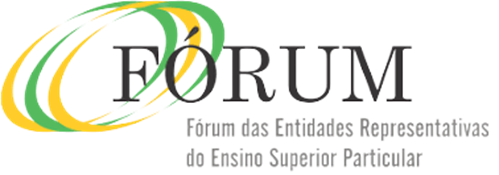 FÓRUM
Fórum das Entidades Representativas
do Ensino Superior Particular